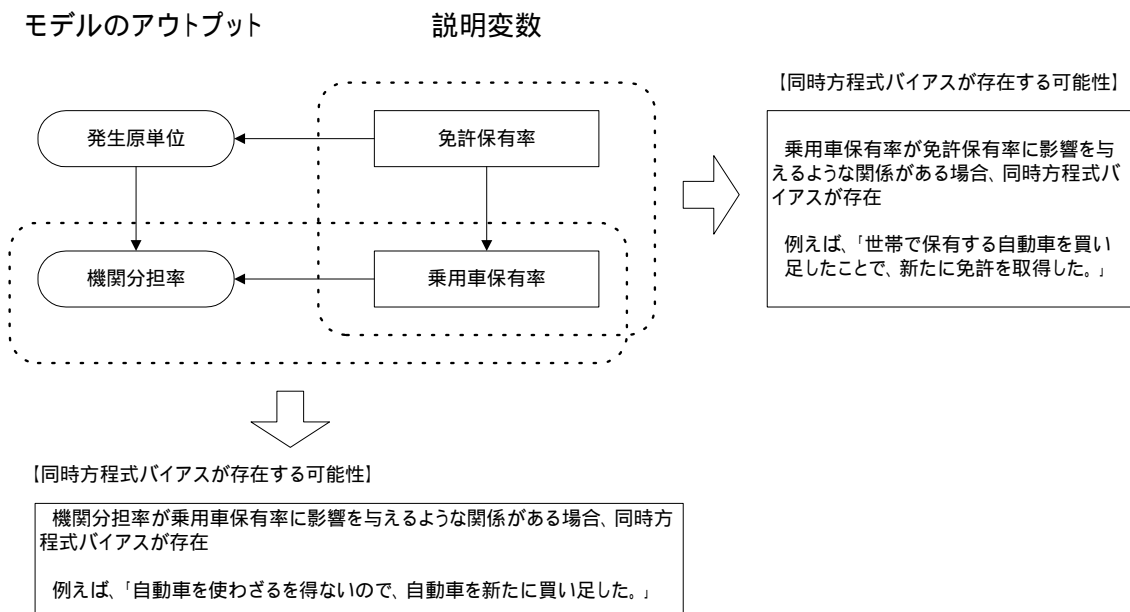 モデルのアウトプット
説明変数
発生原単位
免許保有率
機関分担率
乗用車保有率
【同時方程式バイアスが存在する可能性】
乗用車保有率が免許保有率に影響を与
えるような関係がある場合、同時方程式バ
イアスが存在
例えば、「世帯で保有する自動車を買い
足したことで、新たに免許を取得した。」
【同時方程式バイアスが存在する可能性】
機関分担率が乗用車保有率に影響を与えるような関係がある場合、同時方
程式バイアスが存在
例えば、「自動車を使わざるを得ないので、自動車を新たに買い足した。」